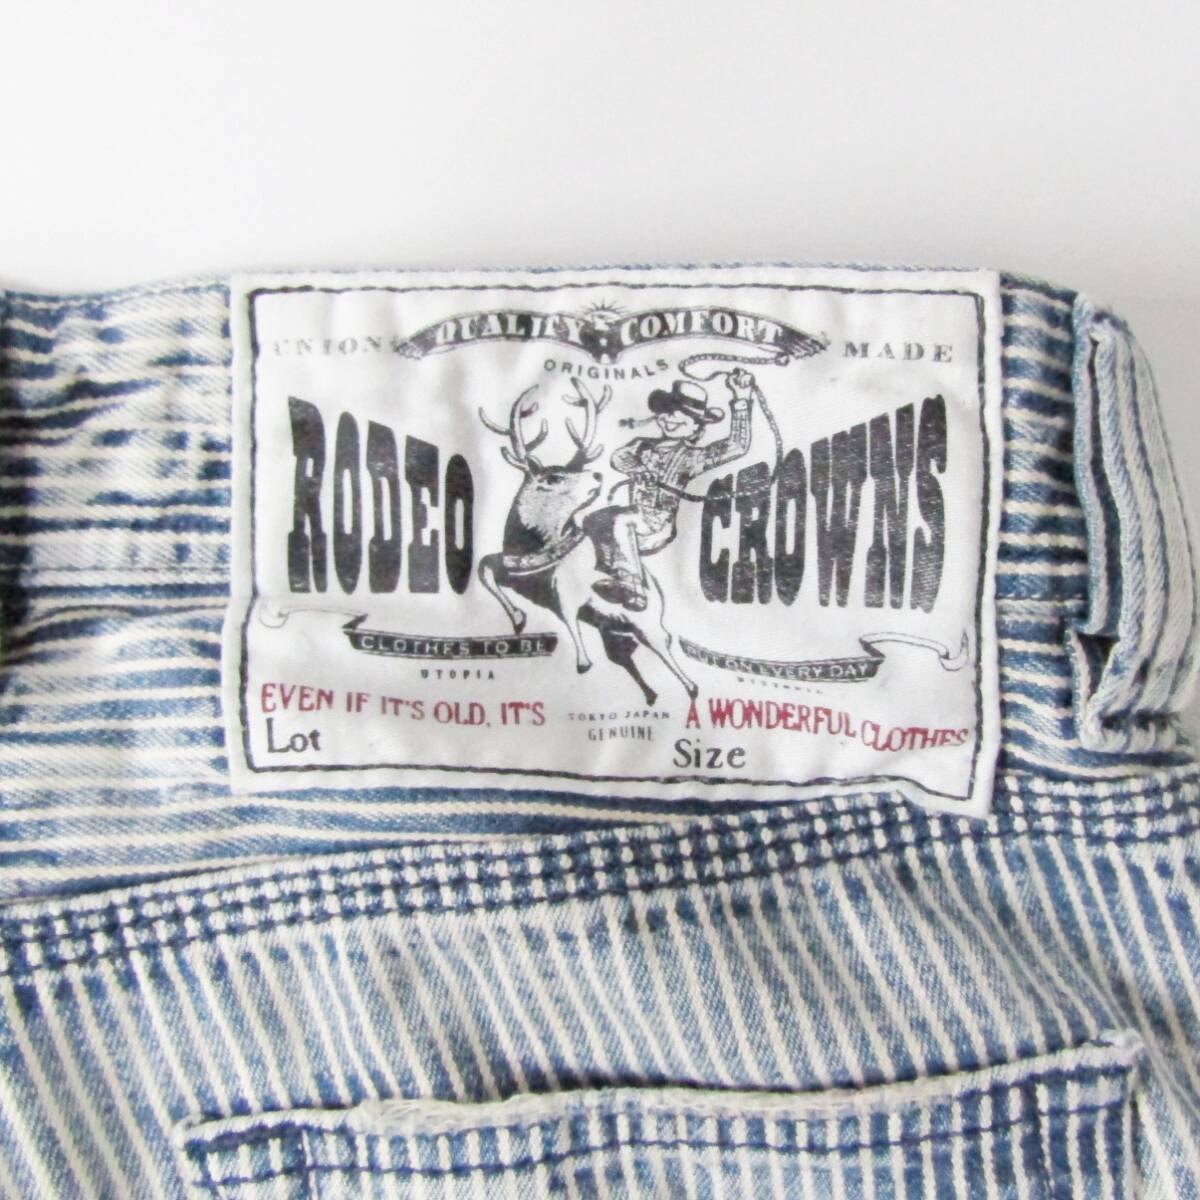 QUALITY COMFORT
UNION MADE
ORIGINALS
RODEO CROWNS
CLOTHES TO BE PUT ON EVERY DAY
UTOPIA
EVEN IF IT'S OLD, IT'S A WONDERFUL CLOTHES
TOKYO JAPAN
GENUINE
Lot Size